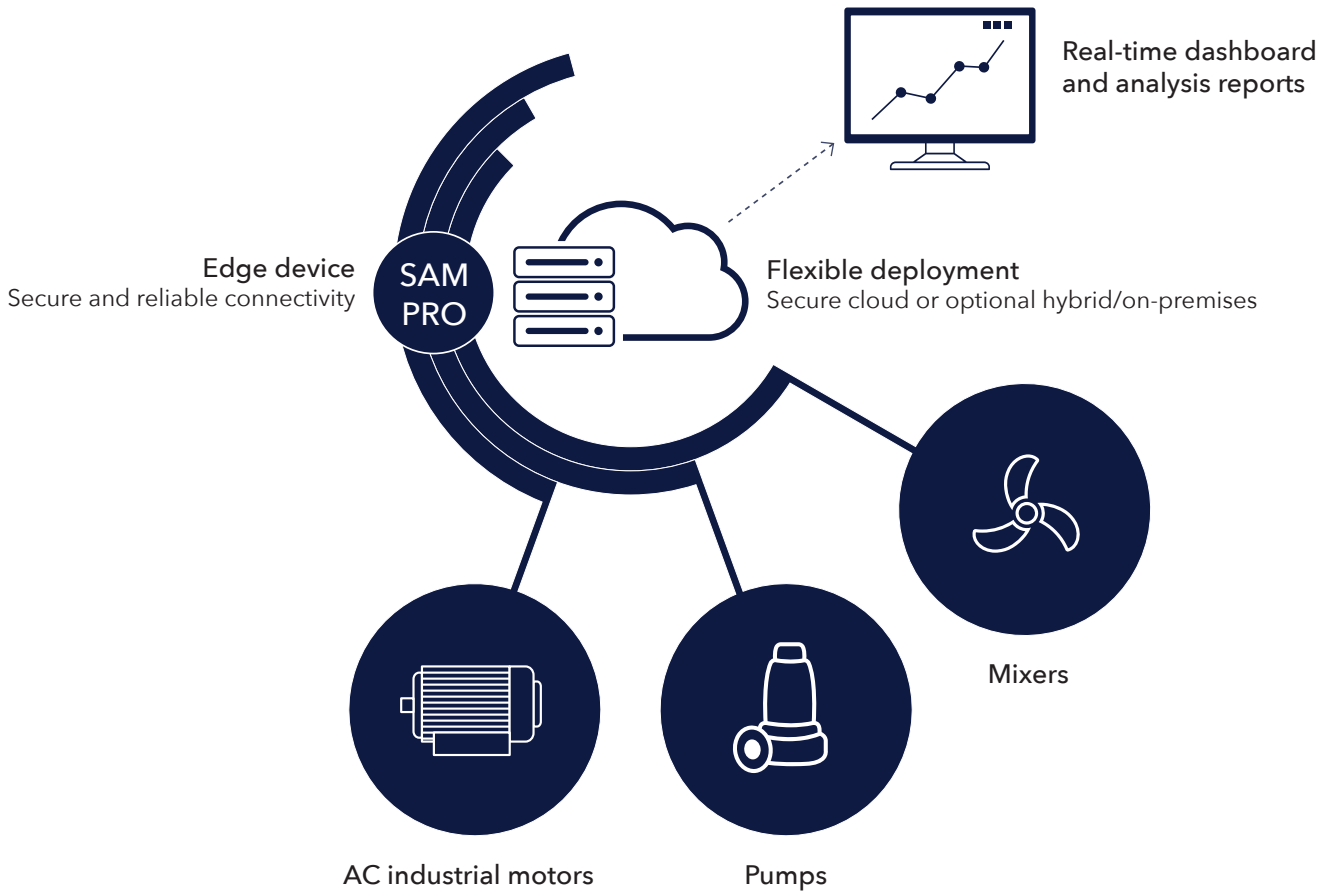 Real-time dashboard
and analysis reports
Edge device
Secure and reliable connectivity
SAM
PRO
Flexible deployment
Secure cloud or optional hybrid/on-premises
Mixers
AC industrial motors
Pumps